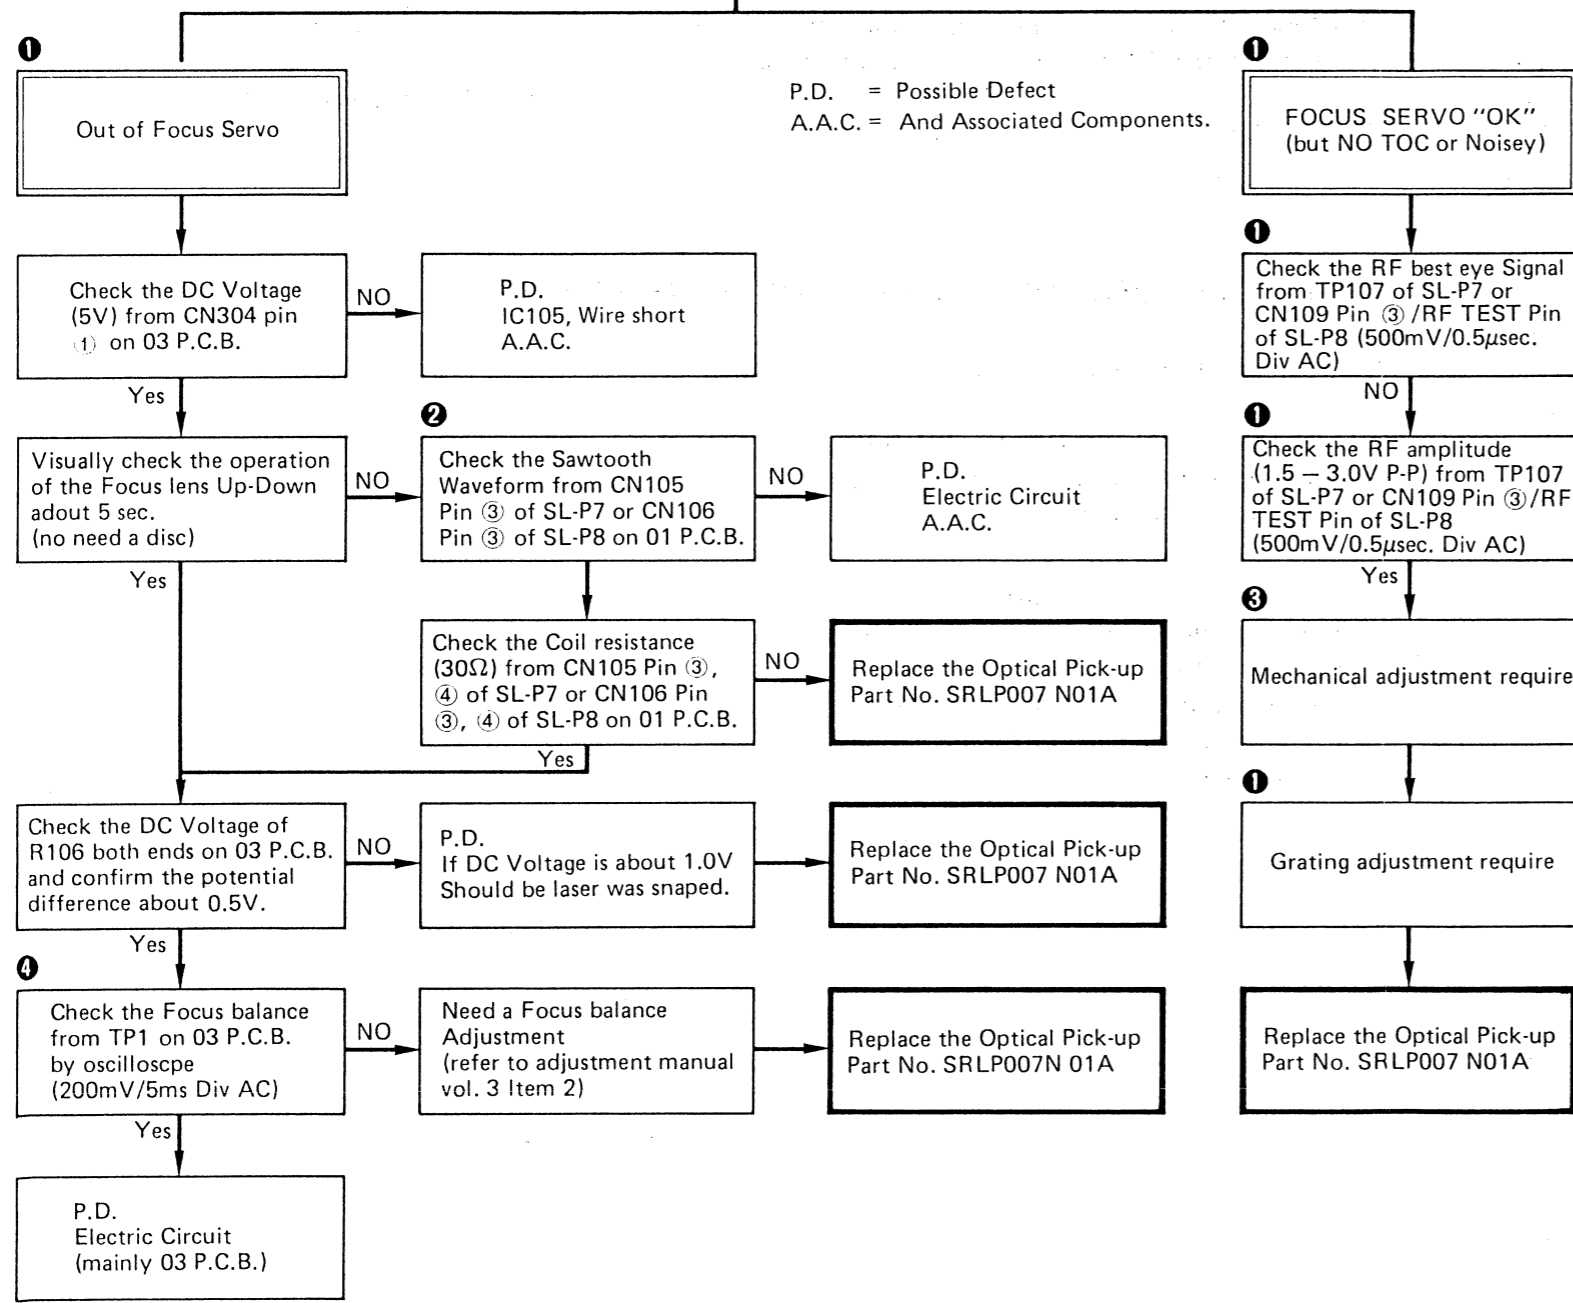 ❶
Out of Focus Servo
P.D. = Possible Defect
A.A.C. = And Associated Components.
❶
FOCUS SERVO "OK"
(but NO TOC or Noisey)
Check the DC Voltage
(5V) from CN304 pin
① on 03 P.C.B.
NO
P.D.
IC105, Wire short
A.A.C.
❶
Check the RF best eye Signal
from TP107 of SL-P7 or
CN109 Pin ③/RF TEST Pin
of SL-P8 (500mV/0.5μsec.
Div AC)
Yes
NO
Visually check the operation
of the Focus lens Up-Down
adout 5 sec.
(no need a disc)
NO
❷
Check the Sawtooth
Waveform from CN105
Pin ③ of SL-P7 or CN106
Pin ③ of SL-P8 on 01 P.C.B.
NO
P.D.
Electric Circuit
A.A.C.
❶
Check the RF amplitude
(1.5 – 3.0V P-P) from TP107
of SL-P7 or CN109 Pin ③/RF
TEST Pin of SL-P8
(500mV/0.5μsec. Div AC)
Yes
Yes
Check the Coil resistance
(30Ω) from CN105 Pin ③,
④ of SL-P7 or CN106 Pin
③, ④ of SL-P8 on 01 P.C.B.
NO
Replace the Optical Pick-up
Part No. SRLP007 N01A
❸
Mechanical adjustment require
Yes
Check the DC Voltage of
R106 both ends on 03 P.C.B.
and confirm the potential
difference about 0.5V.
NO
P.D.
If DC Voltage is about 1.0V
Should be laser was snaped.
Replace the Optical Pick-up
Part No. SRLP007 N01A
❶
Grating adjustment require
Yes
❹
Check the Focus balance
from TP1 on 03 P.C.B.
by oscilloscpe
(200mV/5ms Div AC)
NO
Need a Focus balance
Adjustment
(refer to adjustment manual
vol. 3 Item 2)
Replace the Optical Pick-up
Part No. SRLP007N 01A
Replace the Optical Pick-up
Part No. SRLP007 N01A
Yes
P.D.
Electric Circuit
(mainly 03 P.C.B.)